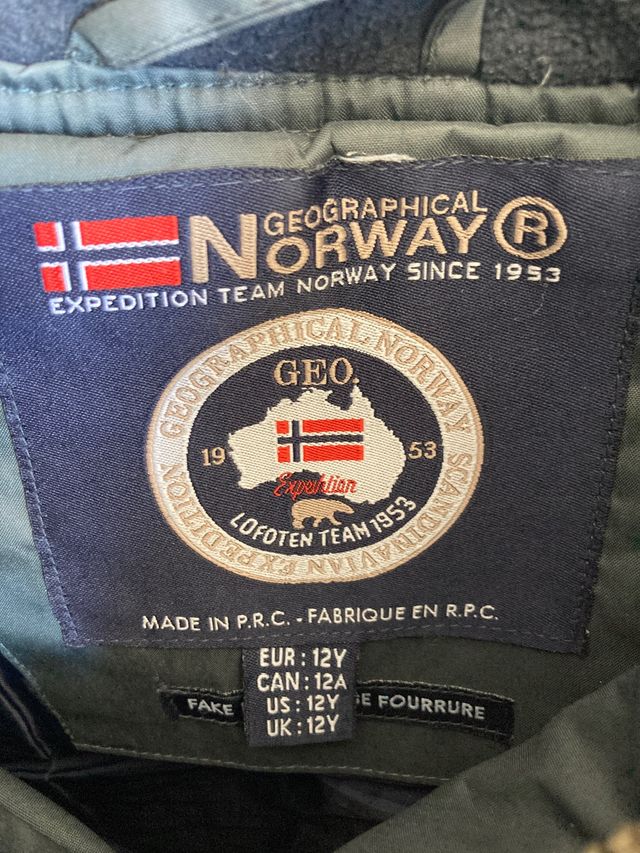 GEOGRAPHICAL
NORWAY ®
EXPEDITION TEAM NORWAY SINCE 1953
GEOGRAPHICAL NORWAY SCANDINAVIAN EXPEDITION
GEO.
19 53
Expedition
LOFOTEN TEAM 1953
MADE IN P.R.C. - FABRIQUE EN R.P.C.
EUR : 12Y
CAN : 12A
US : 12Y
UK : 12Y
FAKE SE FOURRURE